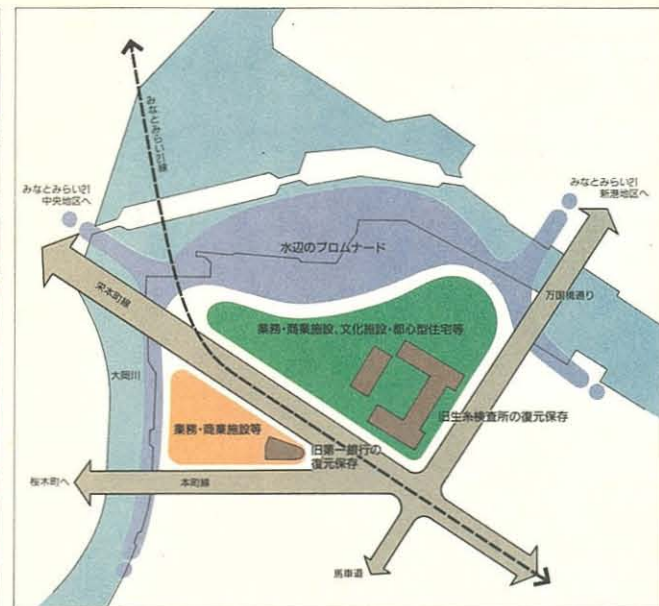 みなとみらい21線
みなとみらい21
中央地区へ
みなとみらい21
新港地区へ
水辺のプロムナード
栄本町線
万国橋通り
業務・商業施設、文化施設・都心型住宅等
大岡川
旧生糸検査所の復元保存
業務・商業施設等
旧第一銀行の
復元保存
桜木町へ
本町線
馬車道